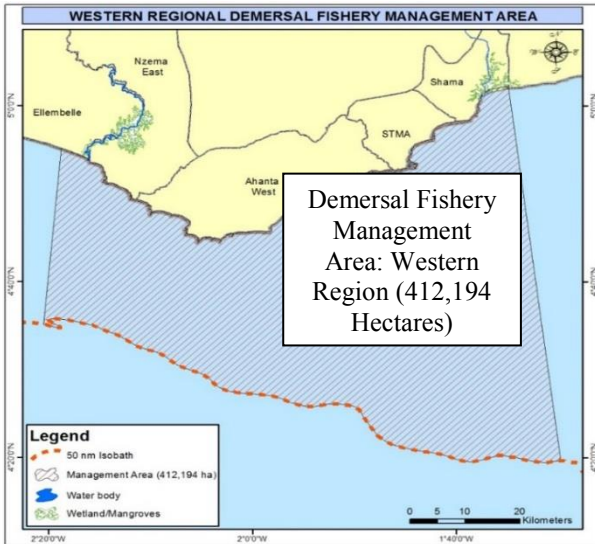 WESTERN REGIONAL DEMERSAL FISHERY MANAGEMENT AREA
Nzema
East
Ellembelle
Shama
STMA
Ahanta
West
Demersal Fishery
Management
Area: Western
Region (412,194
Hectares)
5°0'0"N
4°40'0"N
4°20'0"N
Legend
50 nm Isobath
Management Area (412,194 ha)
Water body
Wetland/Mangroves
0 5 10 20
Kilometers
2°20'0"W
2°0'0"W
1°40'0"W